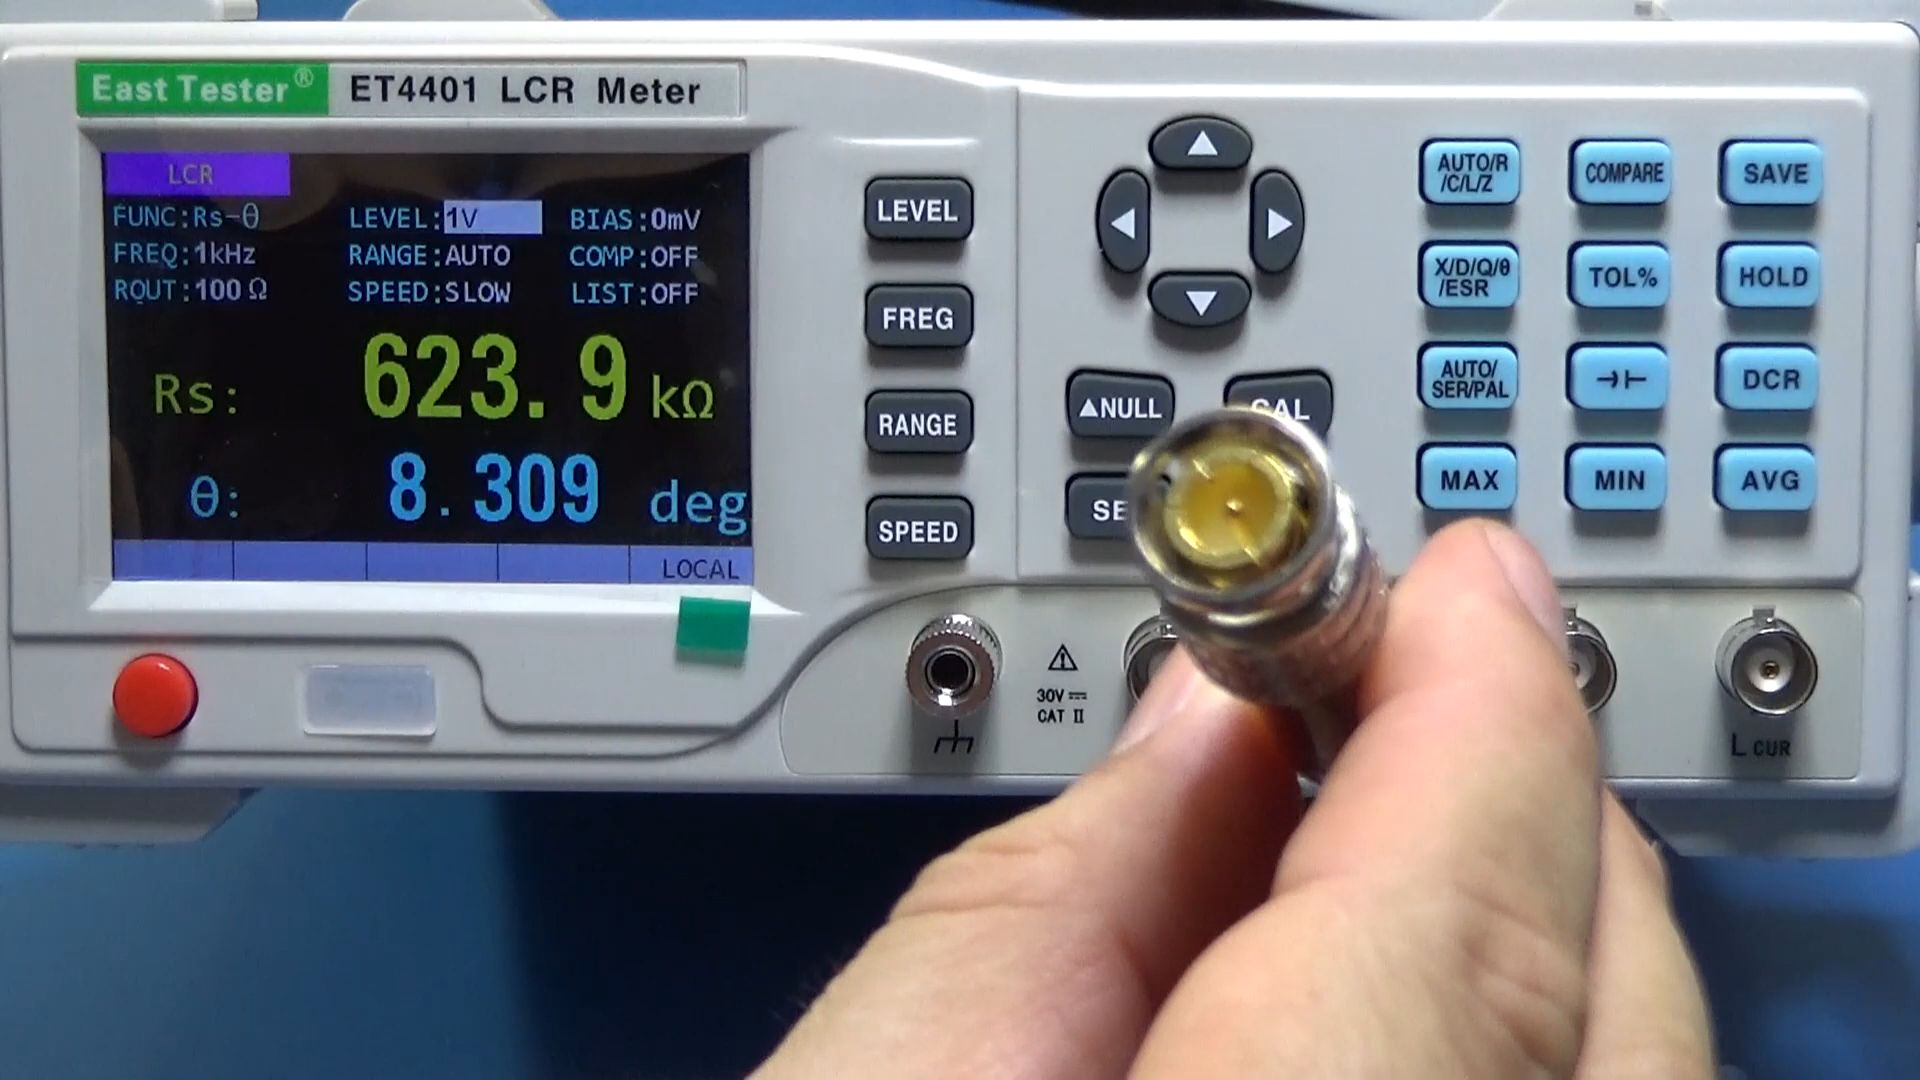 East Tester® ET4401 LCR Meter
LCR
FUNC:Rs-θ LEVEL:1V BIAS:0mV
FREQ:1kHz RANGE:AUTO COMP:OFF
ROUT:100Ω SPEED:SLOW LIST:OFF
Rs: 623.9 kΩ
θ: 8.309 deg
LOCAL
LEVEL
FREG
RANGE
SPEED
▲NULL
CAL
SE
AUTO/R
/C/L/Z
COMPARE
SAVE
X/D/Q/θ
/ESR
TOL%
HOLD
AUTO/
SER/PAL
DCR
MAX
MIN
AVG
30V
CAT II
L CUR